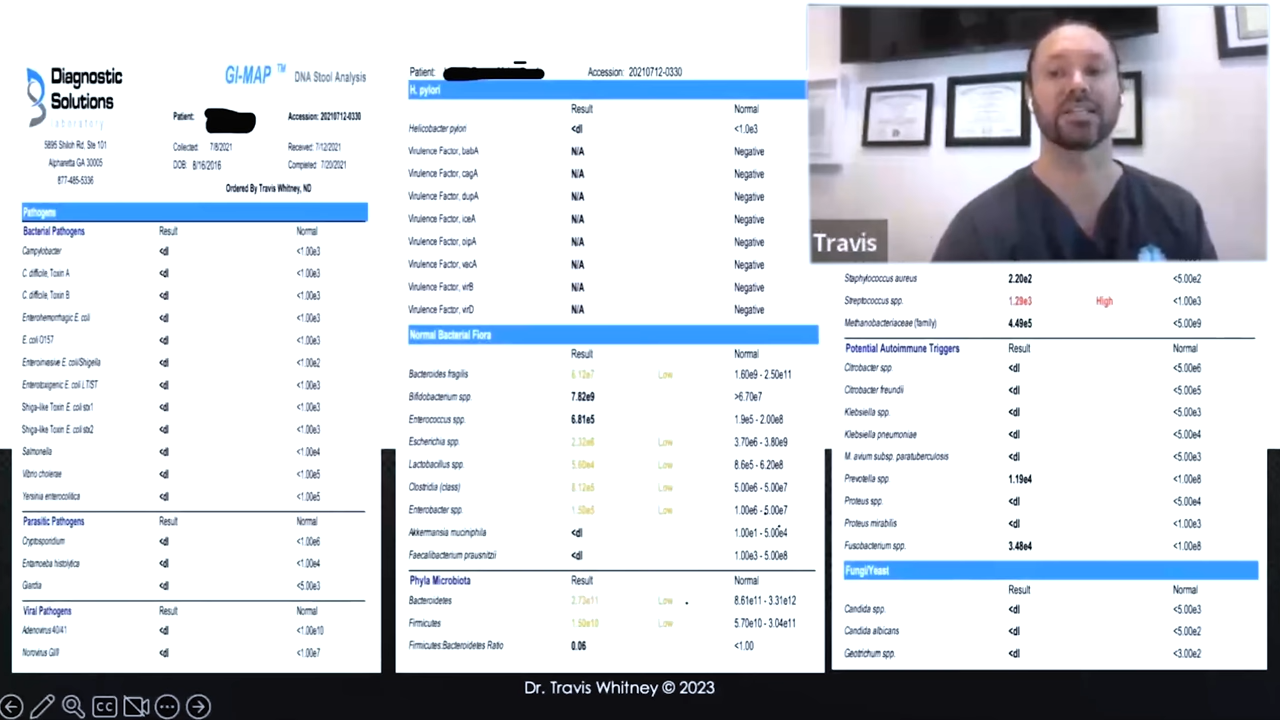 Diagnostic
Solutions
laboratory
5895 Shiloh Rd. Ste 101
Alpharetta GA 30005
877-485-5336
GI-MAP ™ DNA Stool Analysis
Patient: Accession: 20210712-0330
Collected: 7/8/2021 Received: 7/12/2021
DOB: 8/16/2016 Completed: 7/20/2021
Ordered By Travis Whitney, ND
Pathogens
Bacterial Pathogens Result Normal
Campylobacter <dl <1.00e3
C. difficile, Toxin A <dl <1.00e3
C. difficile, Toxin B <dl <1.00e3
Enterohemorrhagic E. coli <dl <1.00e3
E. coli O157 <dl <1.00e3
Enteroinvasive E. coli/Shigella <dl <1.00e2
Enterotoxigenic E. coli LT/ST <dl <1.00e3
Shiga-like Toxin E. coli stx1 <dl <1.00e3
Shiga-like Toxin E. coli stx2 <dl <1.00e3
Salmonella <dl <1.00e4
Vibrio cholerae <dl <1.00e5
Yersinia enterocolitica <dl <1.00e5
Parasitic Pathogens Result Normal
Cryptosporidium <dl <1.00e6
Entamoeba histolytica <dl <1.00e4
Giardia <dl <5.00e3
Viral Pathogens Result Normal
Adenovirus 40/41 <dl <1.00e10
Norovirus GI/II <dl <1.00e7
Patient: Accession: 20210712-0330
H. pylori
Result Normal
Helicobacter pylori <dl <1.0e3
Virulence Factor, babA N/A Negative
Virulence Factor, cagA N/A Negative
Virulence Factor, dupA N/A Negative
Virulence Factor, iceA N/A Negative
Virulence Factor, oipA N/A Negative
Virulence Factor, vacA N/A Negative
Virulence Factor, virB N/A Negative
Virulence Factor, virD N/A Negative
Normal Bacterial Flora
Result Normal
Bacteroides fragilis 6.12e7 Low 1.60e9 - 2.50e11
Bifidobacterium spp. 7.82e9 >6.70e7
Enterococcus spp. 6.81e5 1.9e5 - 2.00e8
Escherichia spp. 2.32e6 Low 3.70e6 - 3.80e9
Lactobacillus spp. 5.60e4 Low 8.6e5 - 6.20e8
Clostridia (class) Low 5.00e6 - 5.00e7
Enterobacter spp. 1.50e5 Low 1.00e6 - 5.00e7
Akkermansia muciniphila <dl 1.00e1 - 5.00e4
Faecalibacterium prausnitzii <dl 1.00e3 - 5.00e8
Phyla Microbiota Result Normal
Bacteroidetes 2.73e11 Low 8.61e11 - 3.31e12
Firmicutes 1.50e10 Low 5.70e10 - 3.04e11
Firmicutes:Bacteroidetes Ratio 0.06 <1.00
Travis
Staphylococcus aureus 2.20e2 <5.00e2
Streptococcus spp. 1.29e3 High <1.00e3
Methanobacteriaceae (family) 4.49e5 <5.00e9
Potential Autoimmune Triggers Result Normal
Citrobacter spp <dl <5.00e6
Citrobacter freundii <dl <5.00e5
Klebsiella spp. <dl <5.00e3
Klebsiella pneumoniae <dl <5.00e4
M. avium subsp. paratuberculosis <dl <5.00e3
Prevotella spp 1.19e4 <1.00e8
Proteus spp. <dl <5.00e4
Proteus mirabilis <dl <1.00e3
Fusobacterium spp. 3.48e4 <1.00e8
Fungi/Yeast
Result Normal
Candida spp. <dl <5.00e3
Candida albicans <dl <5.00e2
Geotrichum spp. <dl <3.00e2
Dr. Travis Whitney © 2023
CC